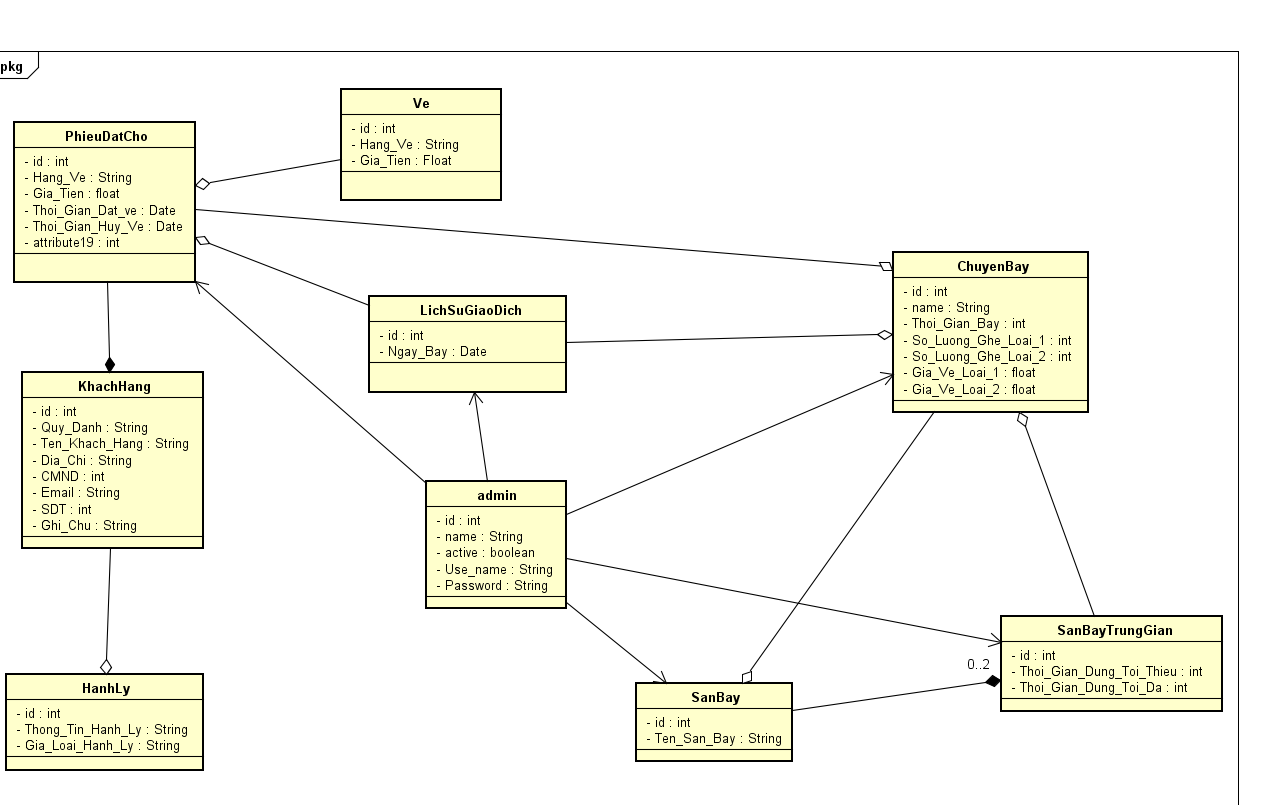 pkg
Ve
- id : int
- Hang_Ve : String
- Gia_Tien : Float
PhieuDatCho
- id : int
- Hang_Ve : String
- Gia_Tien : float
- Thoi_Gian_Dat_ve : Date
- Thoi_Gian_Huy_Ve : Date
- attribute19 : int
ChuyenBay
- id : int
- name : String
- Thoi_Gian_Bay : int
- So_Luong_Ghe_Loai_1 : int
- So_Luong_Ghe_Loai_2 : int
- Gia_Ve_Loai_1 : float
- Gia_Ve_Loai_2 : float
LichSuGiaoDich
- id : int
- Ngay_Bay : Date
KhachHang
- id : int
- Quy_Danh : String
- Ten_Khach_Hang : String
- Dia_Chi : String
- CMND : int
- Email : String
- SDT : int
- Ghi_Chu : String
admin
- id : int
- name : String
- active : boolean
- Use_name : String
- Password : String
SanBayTrungGian
- id : int
- Thoi_Gian_Dung_Toi_Thieu : int
- Thoi_Gian_Dung_Toi_Da : int
0..2
HanhLy
- id : int
- Thong_Tin_Hanh_Ly : String
- Gia_Loai_Hanh_Ly : String
SanBay
- id : int
- Ten_San_Bay : String